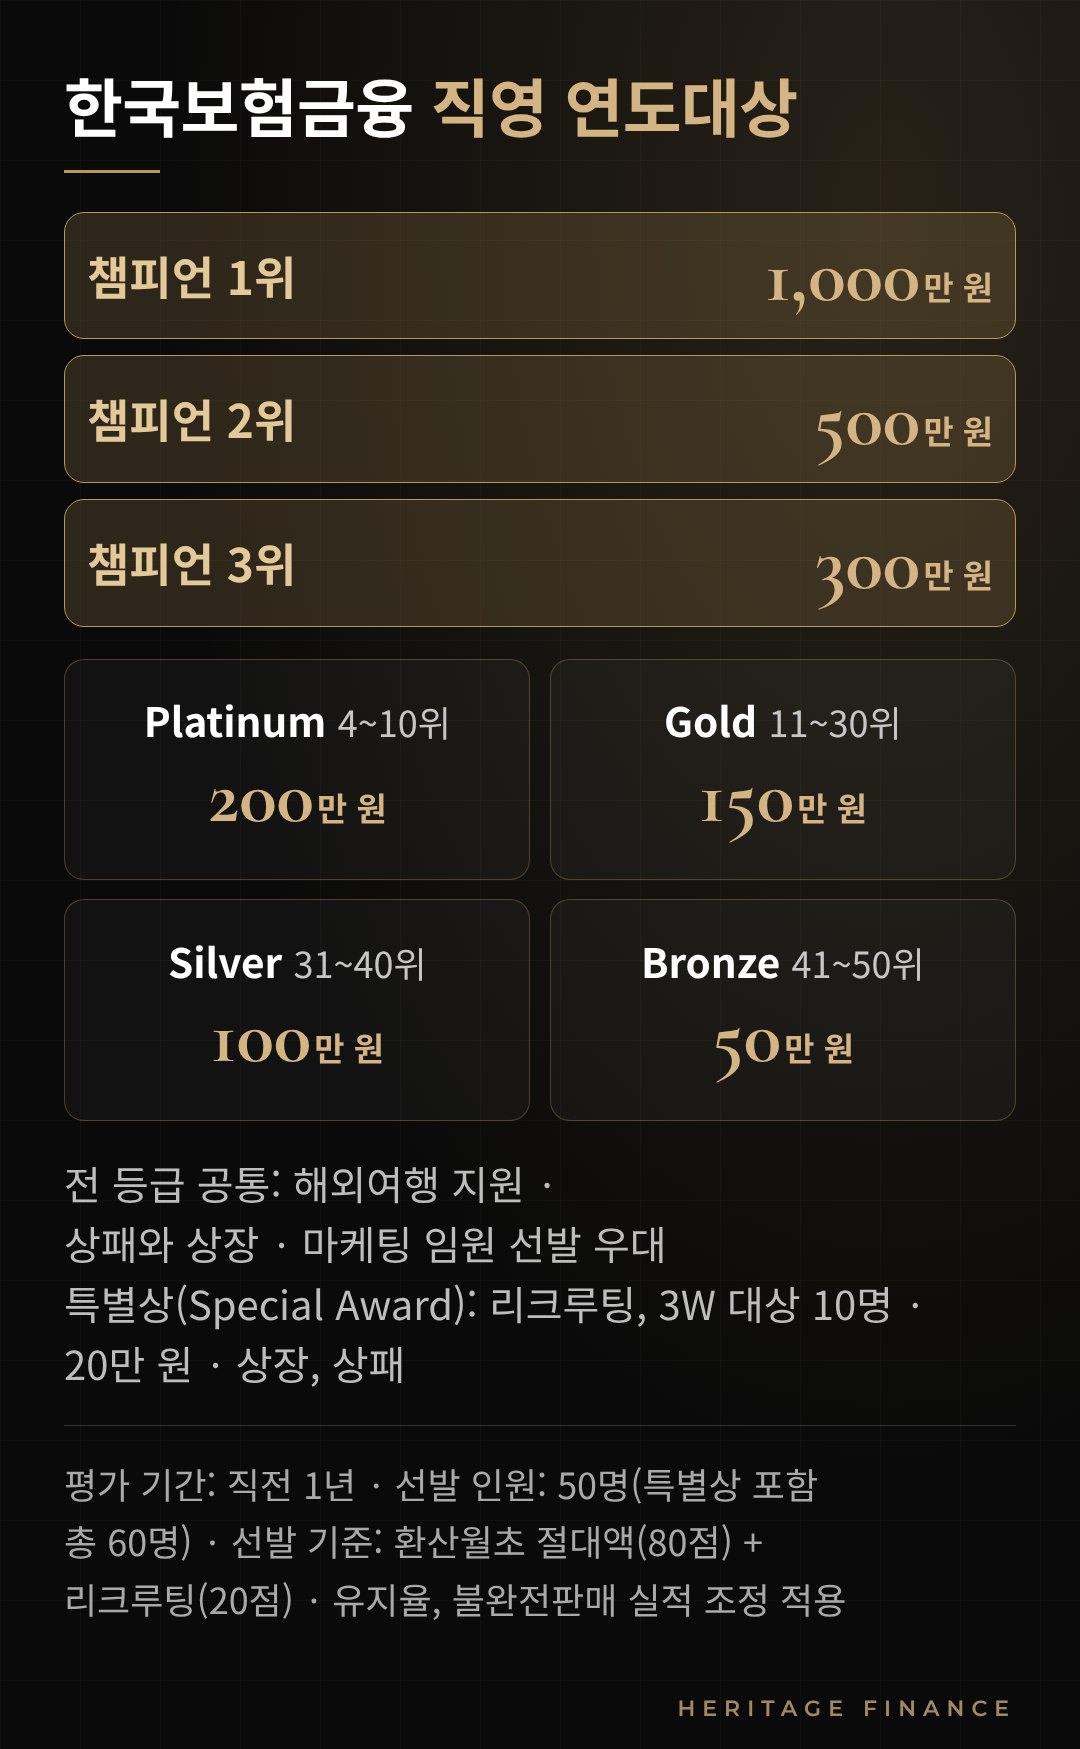 한국보험금융 직영 연도대상
챔피언 1위 1,000만 원
챔피언 2위 500만 원
챔피언 3위 300만 원
Platinum 4~10위
200만 원
Gold 11~30위
150만 원
Silver 31~40위
100만 원
Bronze 41~50위
50만 원
전 등급 공통: 해외여행 지원 ·
상패와 상장 · 마케팅 임원 선발 우대
특별상(Special Award): 리크루팅, 3W 대상 10명 ·
20만 원 · 상장, 상패
평가 기간: 직전 1년 · 선발 인원: 50명(특별상 포함
총 60명) · 선발 기준: 환산월초 절대액(80점) +
리크루팅(20점) · 유지율, 불완전판매 실적 조정 적용
HERITAGE FINANCE